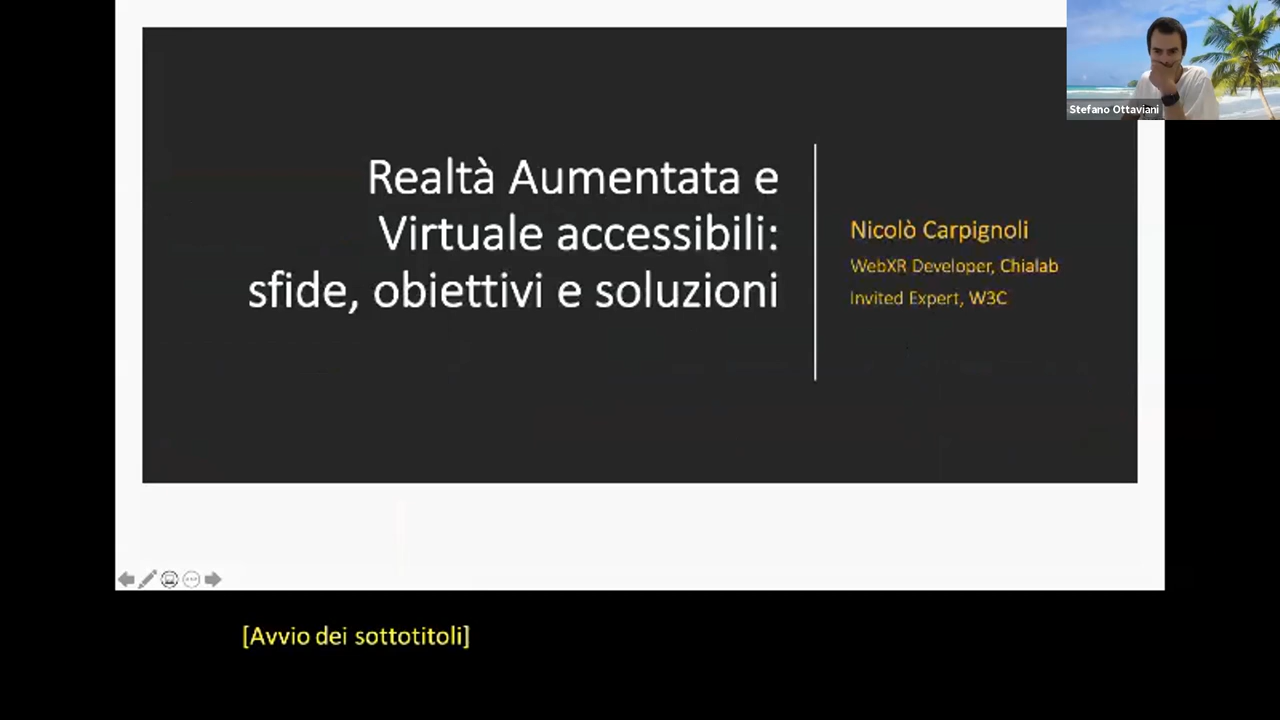 Stefano Ottaviani
Realtà Aumentata e
Virtuale accessibili:
sfide, obiettivi e soluzioni
Nicolò Carpignoli
WebXR Developer, Chialab
Invited Expert, W3C
[Avvio dei sottotitoli]